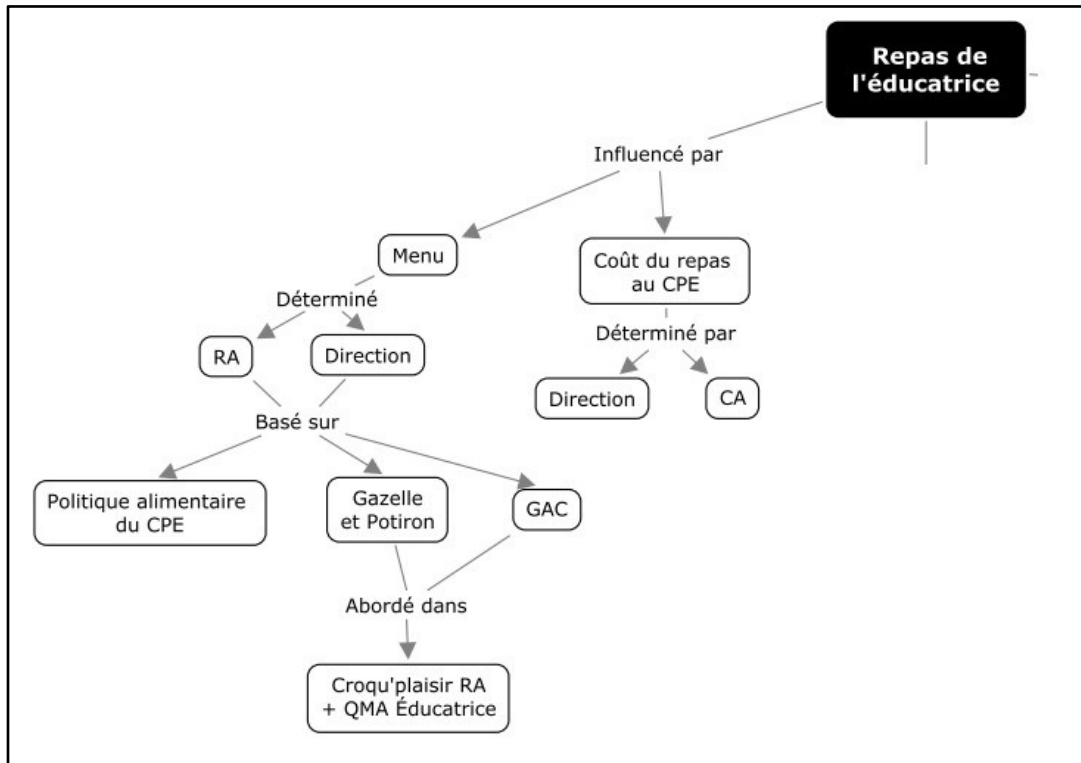 Repas de
l'éducatrice
Influencé par
Menu
Coût du repas
au CPE
Déterminé
Déterminé par
RA
Direction
Direction
CA
Basé sur
Politique alimentaire
du CPE
Gazelle
et Potiron
GAC
Abordé dans
Croqu'plaisir RA
+ QMA Éducatrice